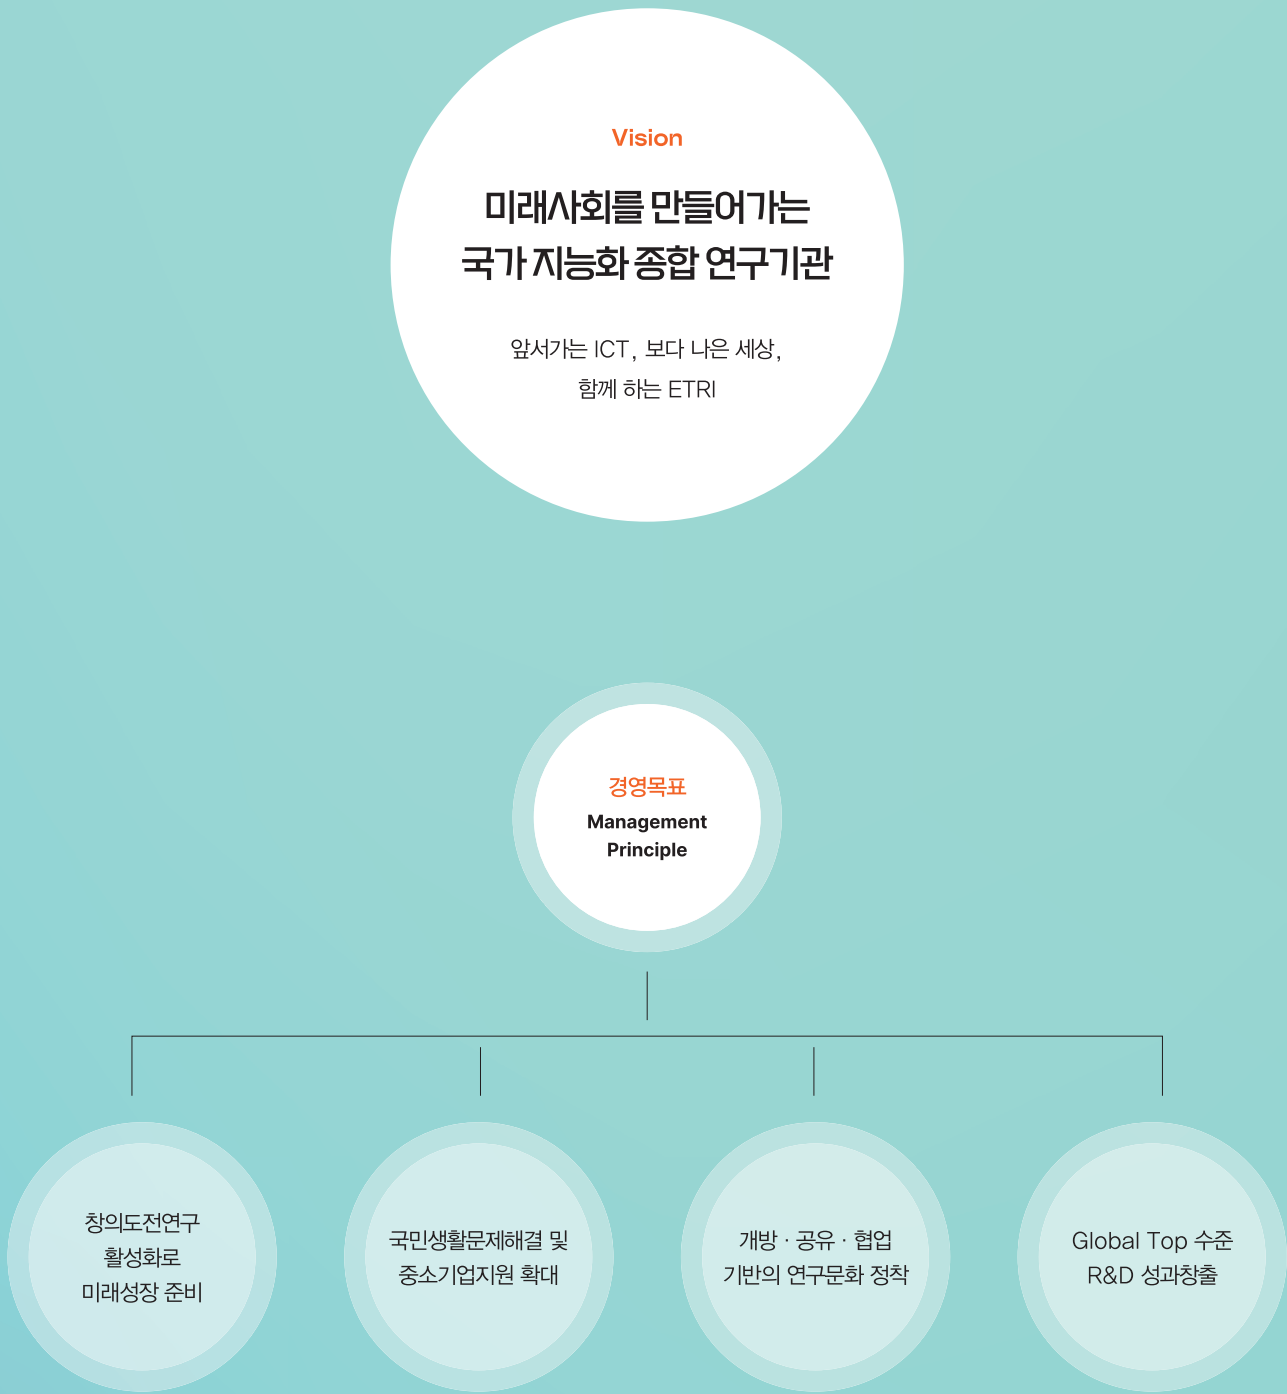 Vision
미래사회를 만들어가는
국가 지능화 종합 연구기관
앞서가는 ICT, 보다 나은 세상,
함께 하는 ETRI
경영목표
Management
Principle
창의도전연구
활성화로
미래성장 준비
국민생활문제해결 및
중소기업지원 확대
개방 · 공유 · 협업
기반의 연구문화 정착
Global Top 수준
R&D 성과창출